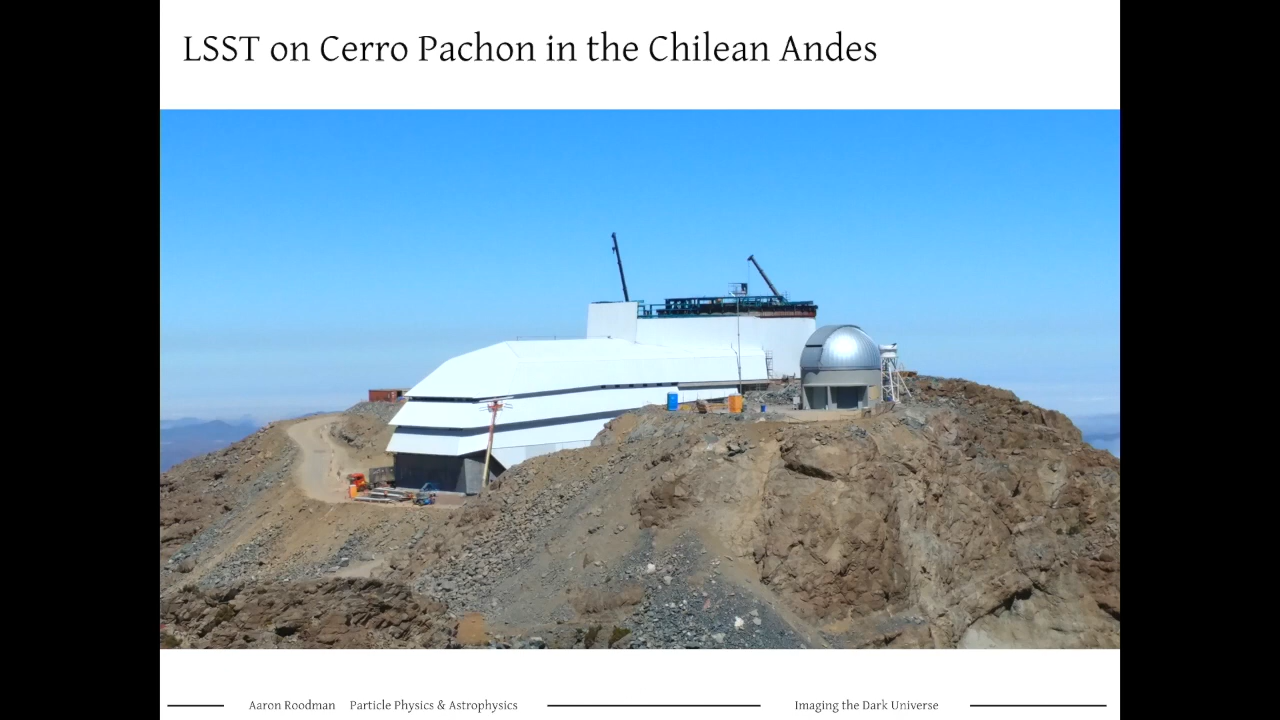 LSST on Cerro Pachon in the Chilean Andes
Aaron Roodman Particle Physics & Astrophysics Imaging the Dark Universe